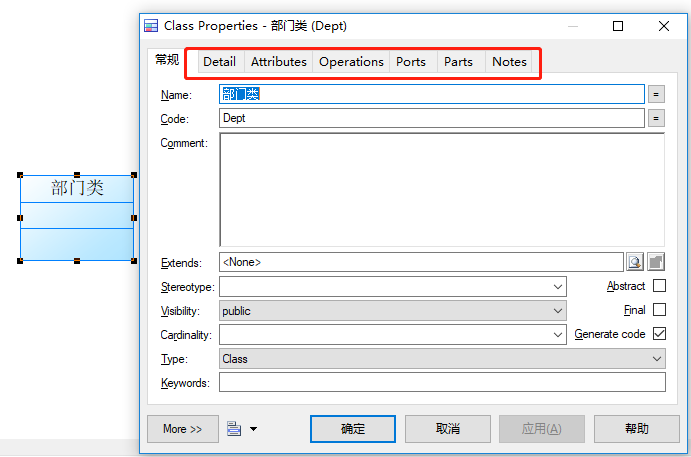 Class Properties - 部门类 (Dept)
常规 Detail Attributes Operations Ports Parts Notes
Name: 部门类 =
Code: Dept =
Comment:
部门类
Extends: <None>
Stereotype: Abstract
Visibility: public Final
Cardinality: Generate code
Type: Class
Keywords:
More >> 确定 取消 应用(A) 帮助